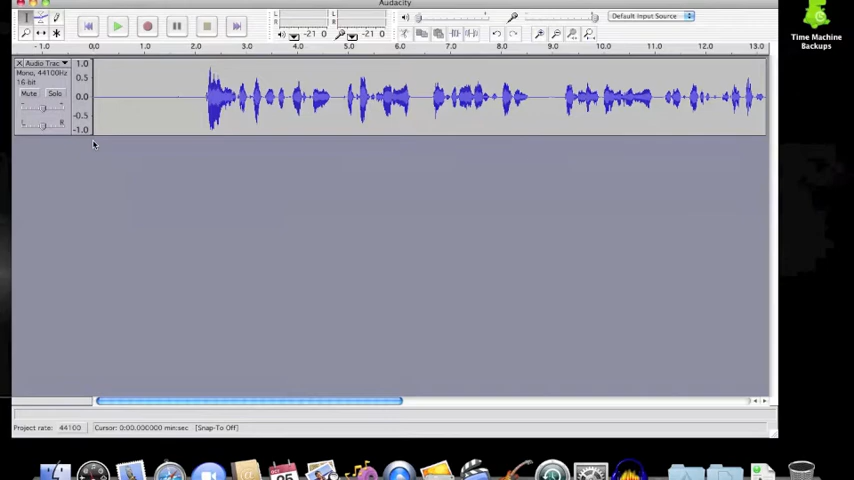 Audacity
Default Input Source
L
R
-21 0
L
R
-21 0
-1.0 0.0 1.0 2.0 3.0 4.0 5.0 6.0 7.0 8.0 9.0 10.0 11.0 12.0 13.0
Audio Trac
Mono, 44100Hz
16-bit
Mute Solo
L R
1.0
0.5
0.0
-0.5
-1.0
Project rate: 44100 Cursor: 0:00.000000 min:sec [Snap-To Off]
Time Machine
Backups